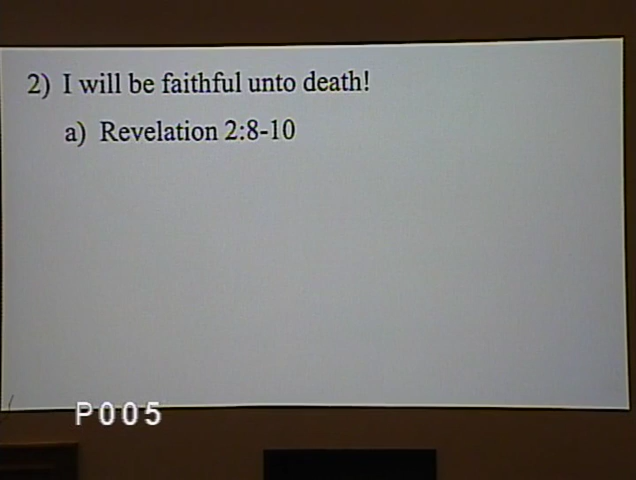 2) I will be faithful unto death!
a) Revelation 2:8-10
P005